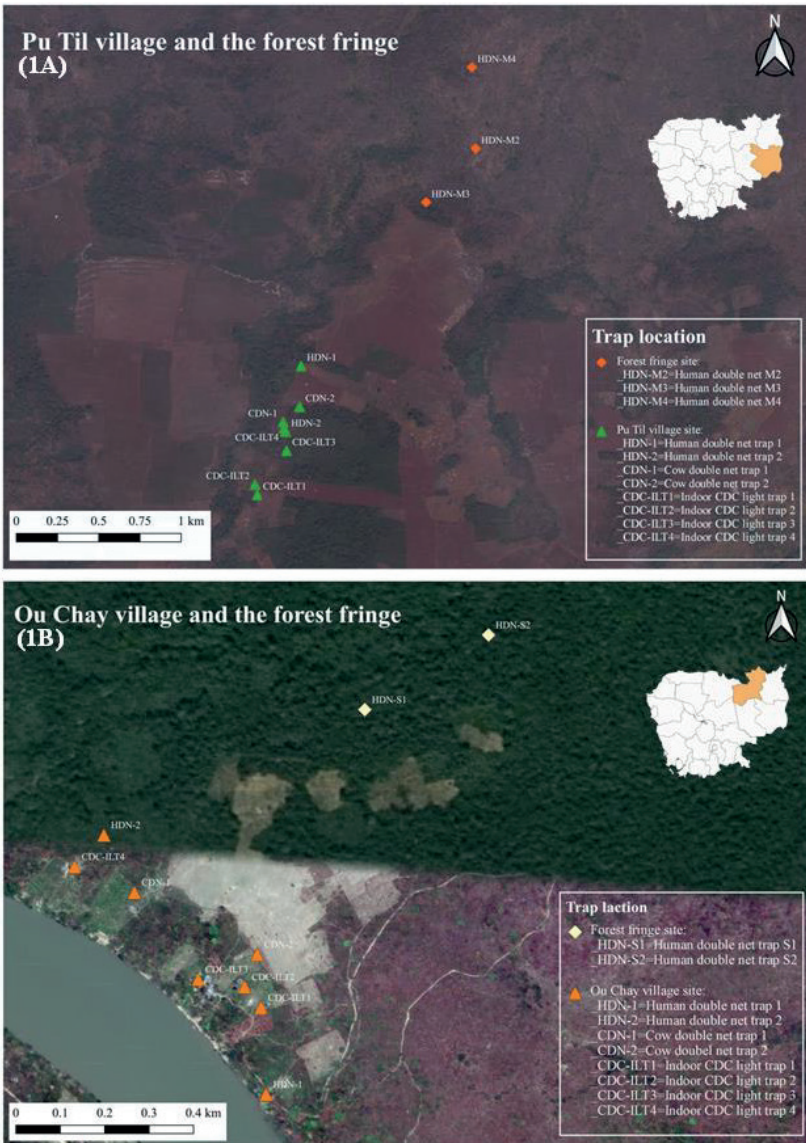 Pu Til village and the forest fringe
(1A)
N
HDN-M4
HDN-M2
HDN-M3
HDN-1
CDN-2
CDN-1
HDN-2
CDC-ILT4
CDC-ILT3
CDC-ILT2
CDC-ILT1
0 0.25 0.5 0.75 1 km
Trap location
Forest fringe site:
_HDN-M2=Human double net M2
_HDN-M3=Human double net M3
_HDN-M4=Human double net M4
Pu Til village site:
_HDN-1=Human double net trap 1
_HDN-2=Human double net trap 2
_CDN-1=Cow double net trap 1
_CDN-2=Cow double net trap 2
_CDC-ILT1=Indoor CDC light trap 1
_CDC-ILT2=Indoor CDC light trap 2
_CDC-ILT3=Indoor CDC light trap 3
_CDC-ILT4=Indoor CDC light trap 4
Ou Chay village and the forest fringe
(1B)
N
HDN-S2
HDN-S1
HDN-2
CDC-ILT4
CDN-1
CDN-2
CDC-ILT3
CDC-ILT2
CDC-ILT1
HDN-1
0 0.1 0.2 0.3 0.4 km
Trap laction
Forest fringe site:
_HDN-S1=Human double net trap S1
_HDN-S2=Human double net trap S2
Ou Chay village site:
_HDN-1=Human double net trap 1
_HDN-2=Human double net trap 2
_CDN-1=Cow double net trap 1
_CDN-2=Cow doubel net trap 2
_CDC-ILT1=Indoor CDC light trap 1
_CDC-ILT2=Indoor CDC light trap 2
_CDC-ILT3=Indoor CDC light trap 3
_CDC-ILT4=Indoor CDC light trap 4